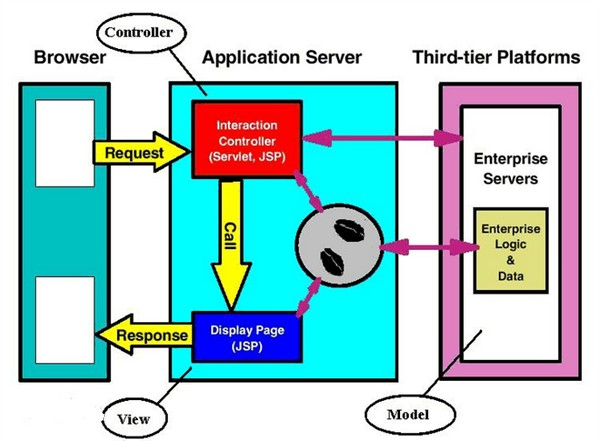 Controller
Browser
Application Server
Third-tier Platforms
Interaction
Controller
(Servlet, JSP)
Request
Enterprise
Servers
Call
Enterprise
Logic
&
Data
Response
Display Page
(JSP)
View
Model